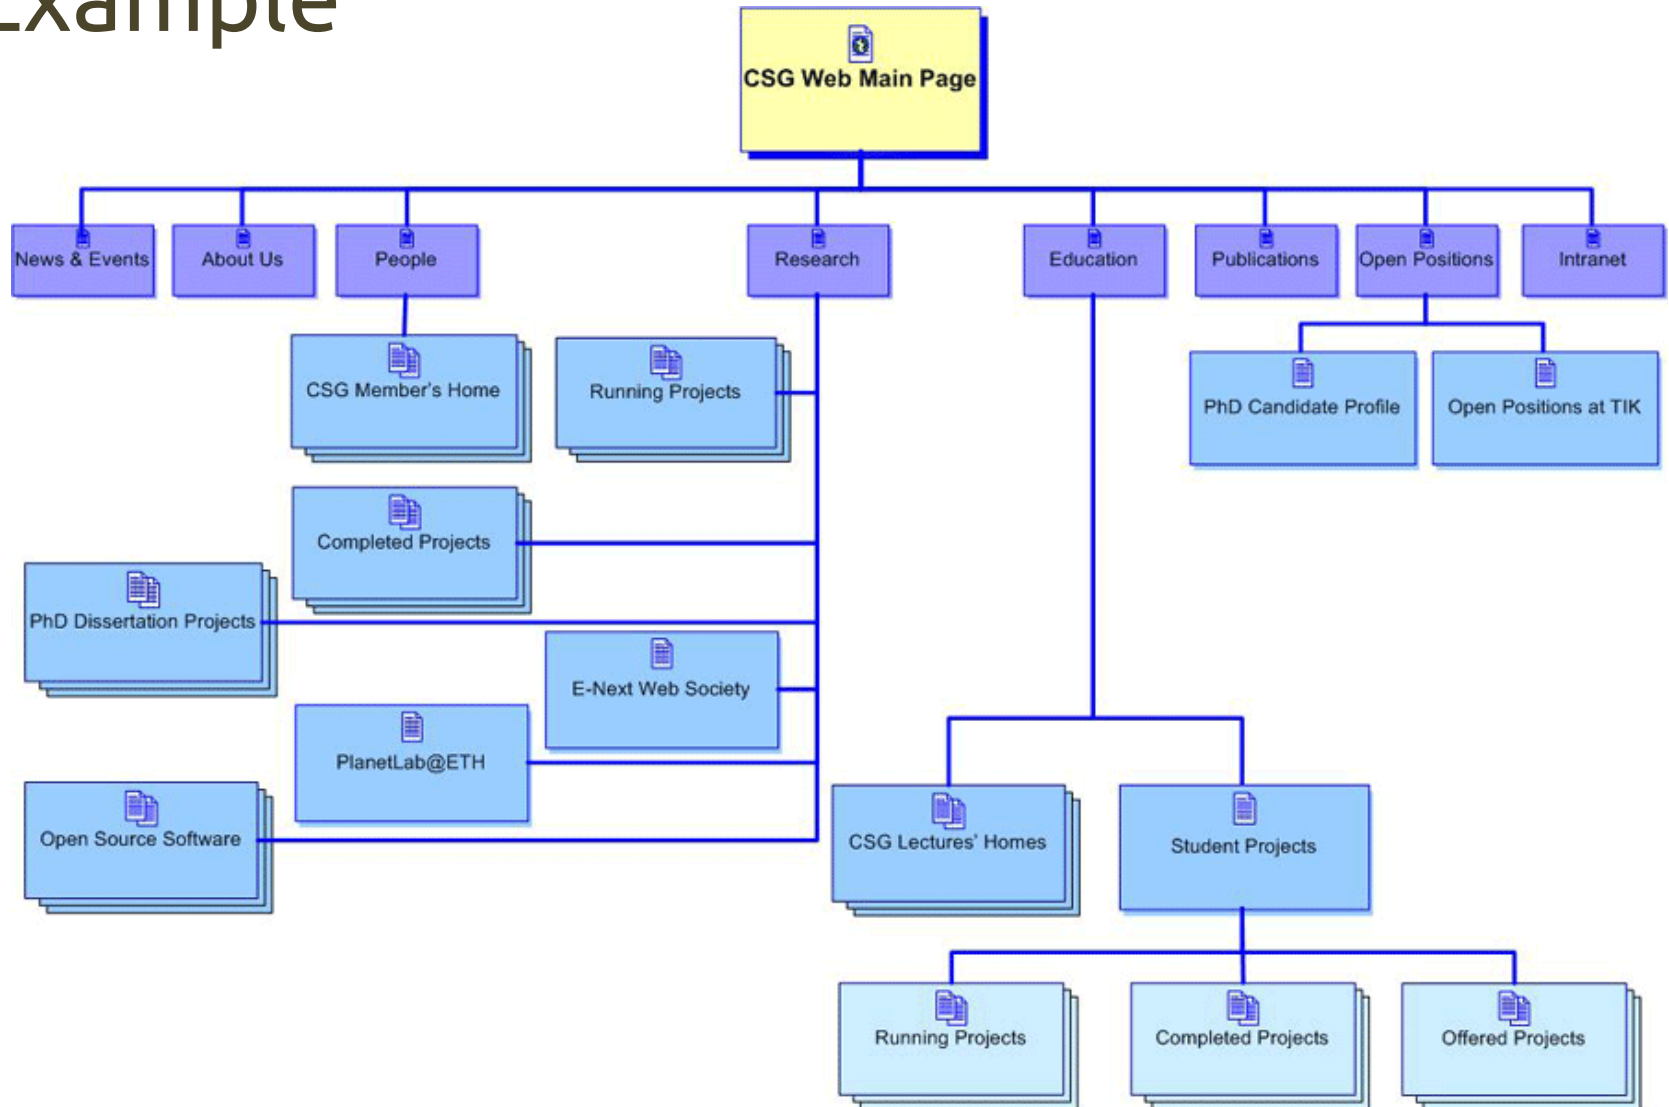 Example
CSG Web Main Page
News & Events
About Us
People
Research
Education
Publications
Open Positions
Intranet
CSG Member's Home
Running Projects
PhD Candidate Profile
Open Positions at TIK
Completed Projects
PhD Dissertation Projects
E-Next Web Society
PlanetLab@ETH
Open Source Software
CSG Lectures' Homes
Student Projects
Running Projects
Completed Projects
Offered Projects